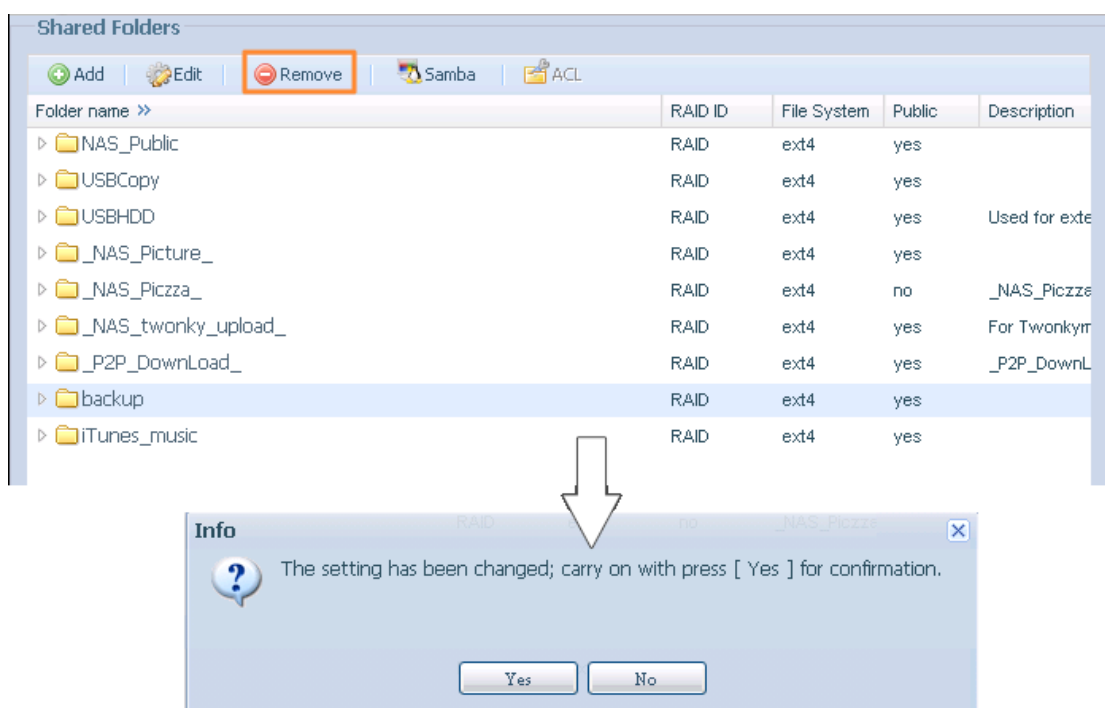 Shared Folders
Add Edit Remove Samba ACL
Folder name » RAID ID File System Public Description
NAS_Public RAID ext4 yes
USBCopy RAID ext4 yes
USBHDD RAID ext4 yes Used for exte
_NAS_Picture_ RAID ext4 yes
_NAS_Piczza_ RAID ext4 no _NAS_Piczza
_NAS_twonky_upload_ RAID ext4 yes For Twonkym
_P2P_DownLoad_ RAID ext4 yes _P2P_DownL
backup RAID ext4 yes
iTunes_music RAID ext4 yes
Info RAID no _NAS_Piczza
The setting has been changed; carry on with press [ Yes ] for confirmation.
Yes No